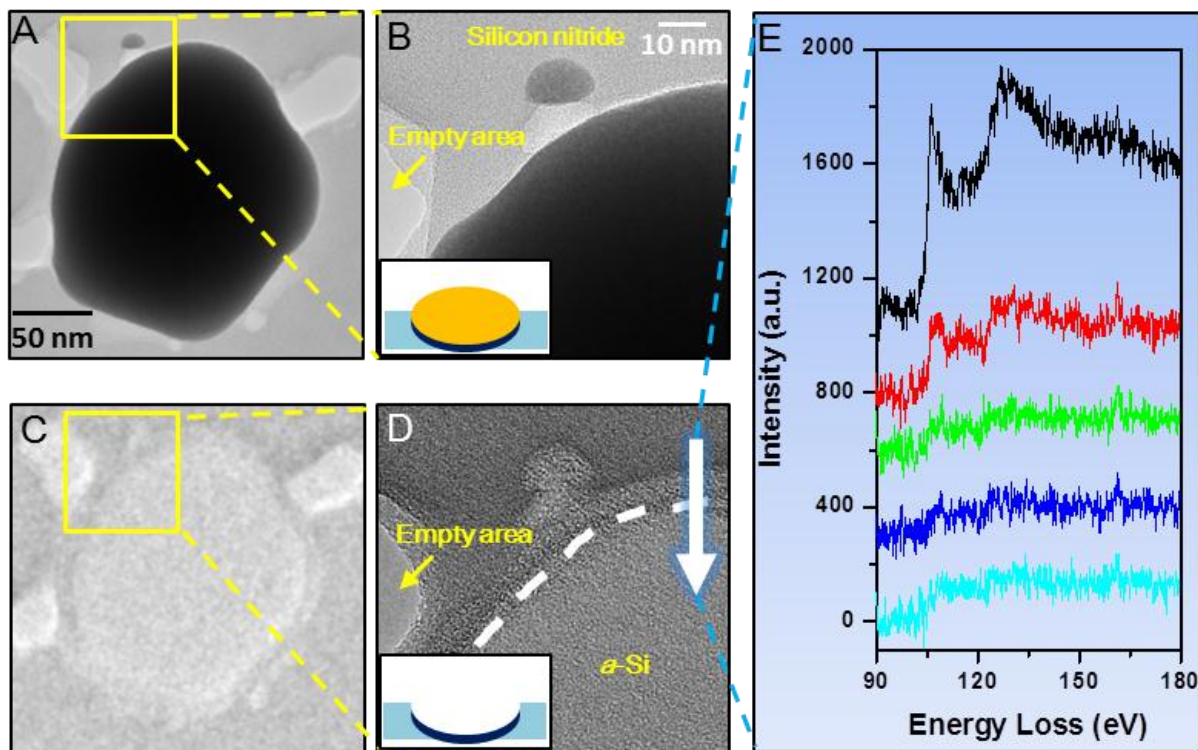 A
50 nm
B
Silicon nitride
10 nm
Empty area
C
D
Empty area
a-Si
E
2000
1600
1200
800
400
0
Intensity (a.u.)
90
120
150
180
Energy Loss (eV)